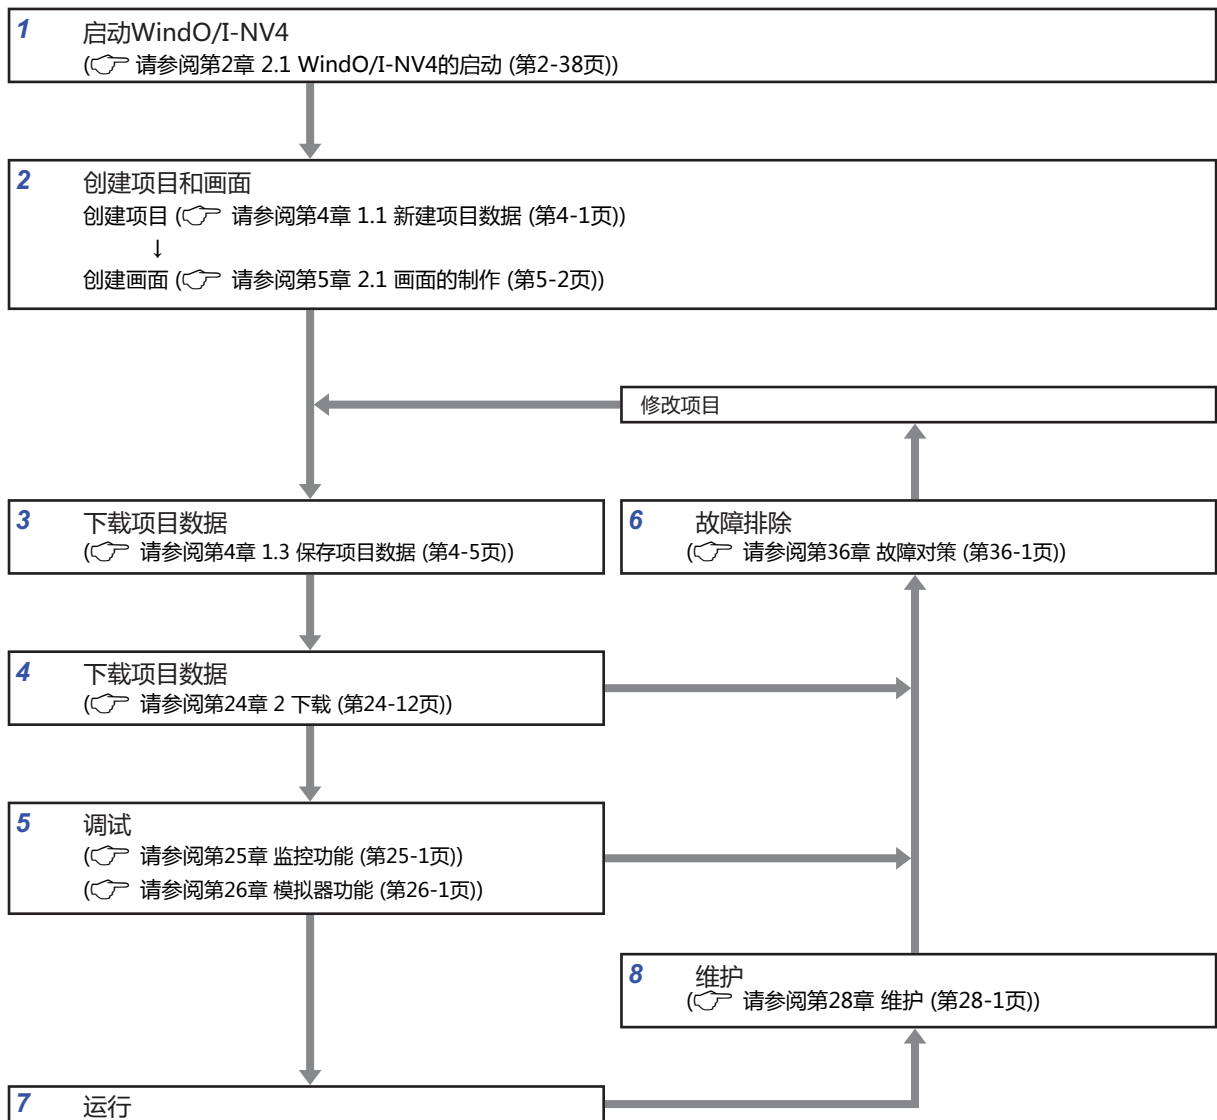 1 启动WindO/I-NV4
(☞ 请参阅第2章 2.1 WindO/I-NV4的启动 (第2-38页))
2 创建项目和画面
创建项目 (☞ 请参阅第4章 1.1 新建项目数据 (第4-1页))
↓
创建画面 (☞ 请参阅第5章 2.1 画面的制作 (第5-2页))
修改项目
3 下载项目数据
(☞ 请参阅第4章 1.3 保存项目数据 (第4-5页))
6 故障排除
(☞ 请参阅第36章 故障对策 (第36-1页))
4 下载项目数据
(☞ 请参阅第24章 2 下载 (第24-12页))
5 调试
(☞ 请参阅第25章 监控功能 (第25-1页))
(☞ 请参阅第26章 模拟器功能 (第26-1页))
8 维护
(☞ 请参阅第28章 维护 (第28-1页))
7 运行